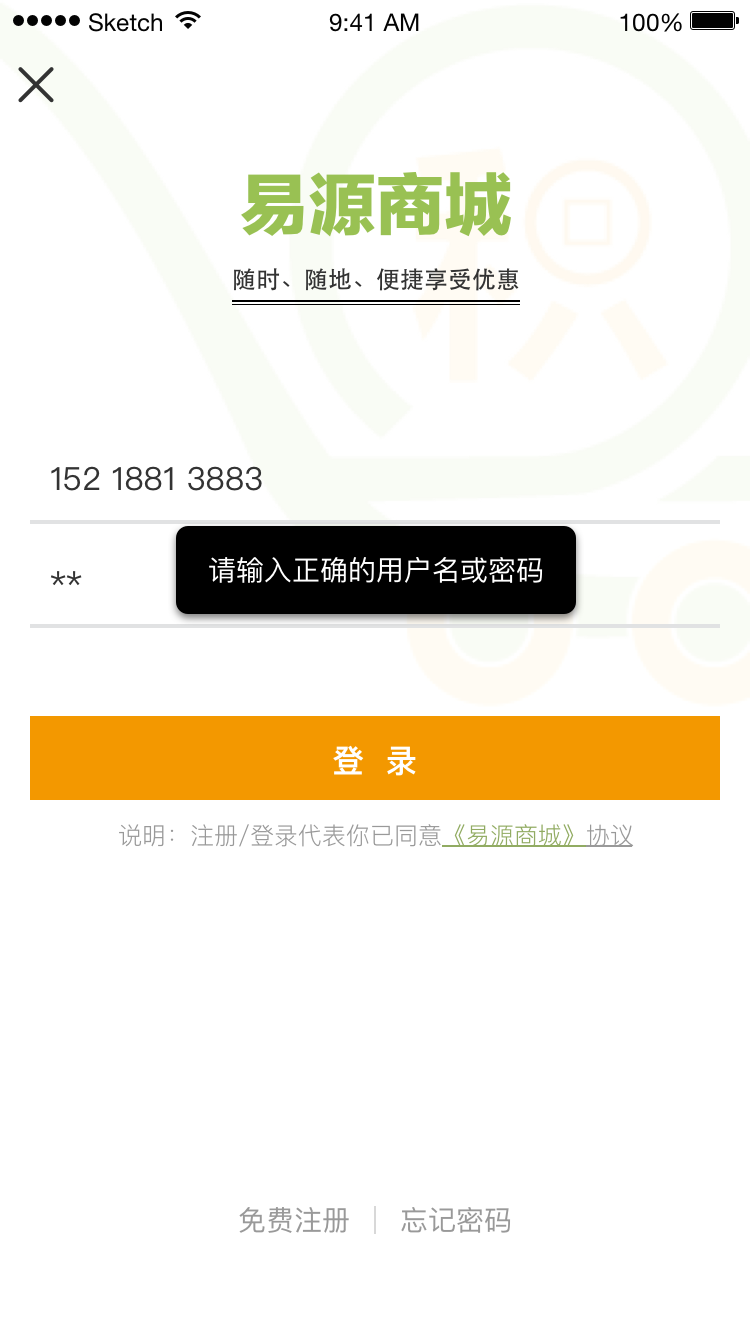 Sketch 9:41 AM 100%
易源商城
随时、随地、便捷享受优惠
152 1881 3883
**
请输入正确的用户名或密码
登 录
说明：注册/登录代表你已同意《易源商城》协议
免费注册 | 忘记密码